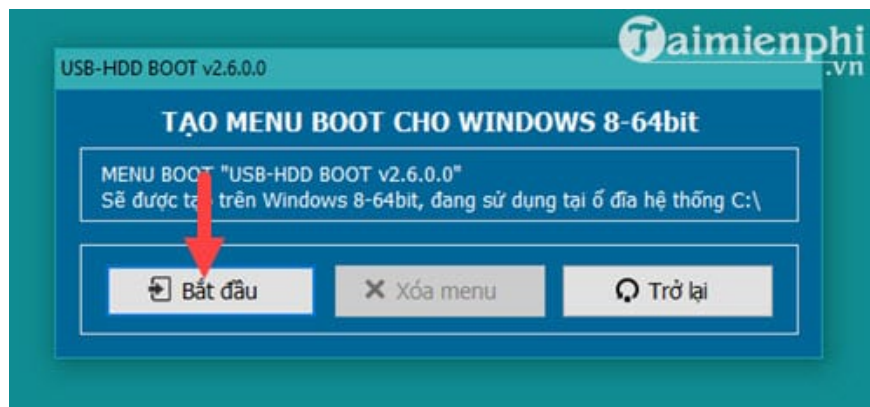 Taimienphi
.vn
USB-HDD BOOT v2.6.0.0
TẠO MENU BOOT CHO WINDOWS 8-64bit
MENU BOOT "USB-HDD BOOT v2.6.0.0"
Sẽ được tạo trên Windows 8-64bit, đang sử dụng tại ổ đĩa hệ thống C:\
Bắt đầu
Xóa menu
Trở lại